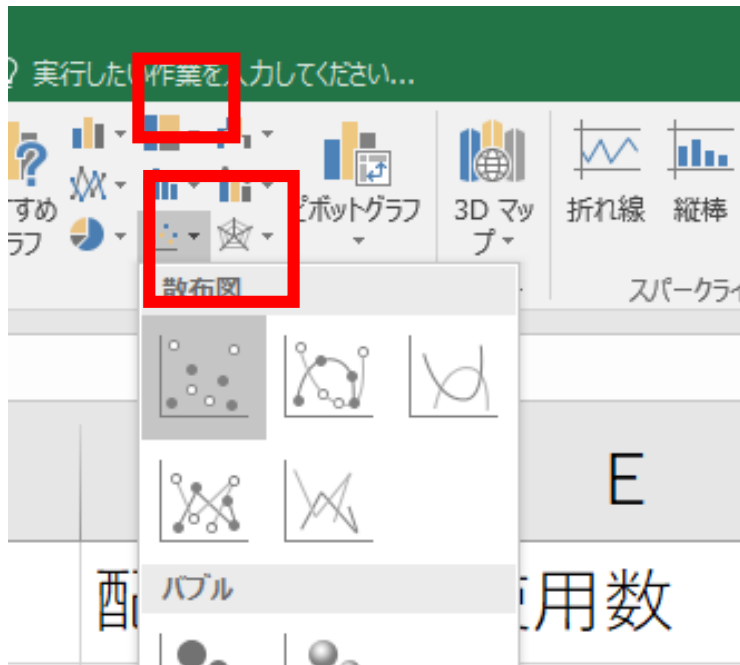 実行したい作業を入力してください...
すめ
ラフ
ピボットグラフ
3D マッ
プ
折れ線
縦棒
スパークライ
散布図
E
バブル
用数